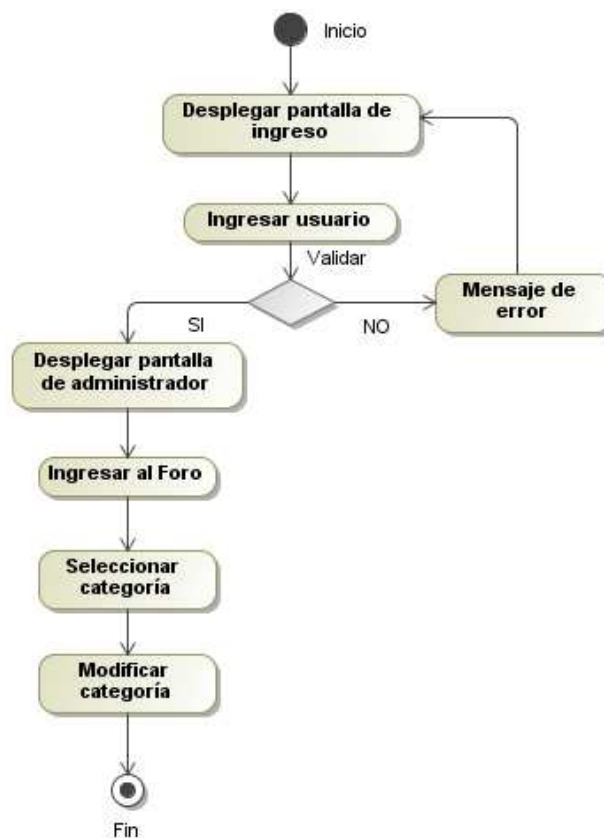 Inicio
Desplegar pantalla de
ingreso
Ingresar usuario
Validar
SI
NO
Mensaje de
error
Desplegar pantalla
de administrador
Ingresar al Foro
Seleccionar
categoría
Modificar
categoría
Fin